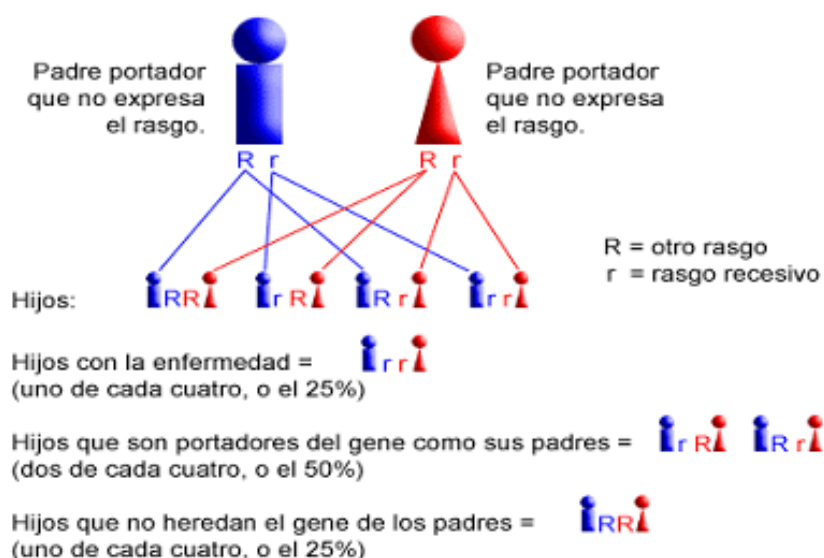 Padre portador
que no expresa
el rasgo.
Padre portador
que no expresa
el rasgo.
R r
R r
R = otro rasgo
r = rasgo recesivo
Hijos:
RR
r R
R r
r r
Hijos con la enfermedad =
r r
(uno de cada cuatro, o el 25%)
Hijos que son portadores del gene como sus padres =
r R
R r
(dos de cada cuatro, o el 50%)
Hijos que no heredan el gene de los padres =
RR
(uno de cada cuatro, o el 25%)